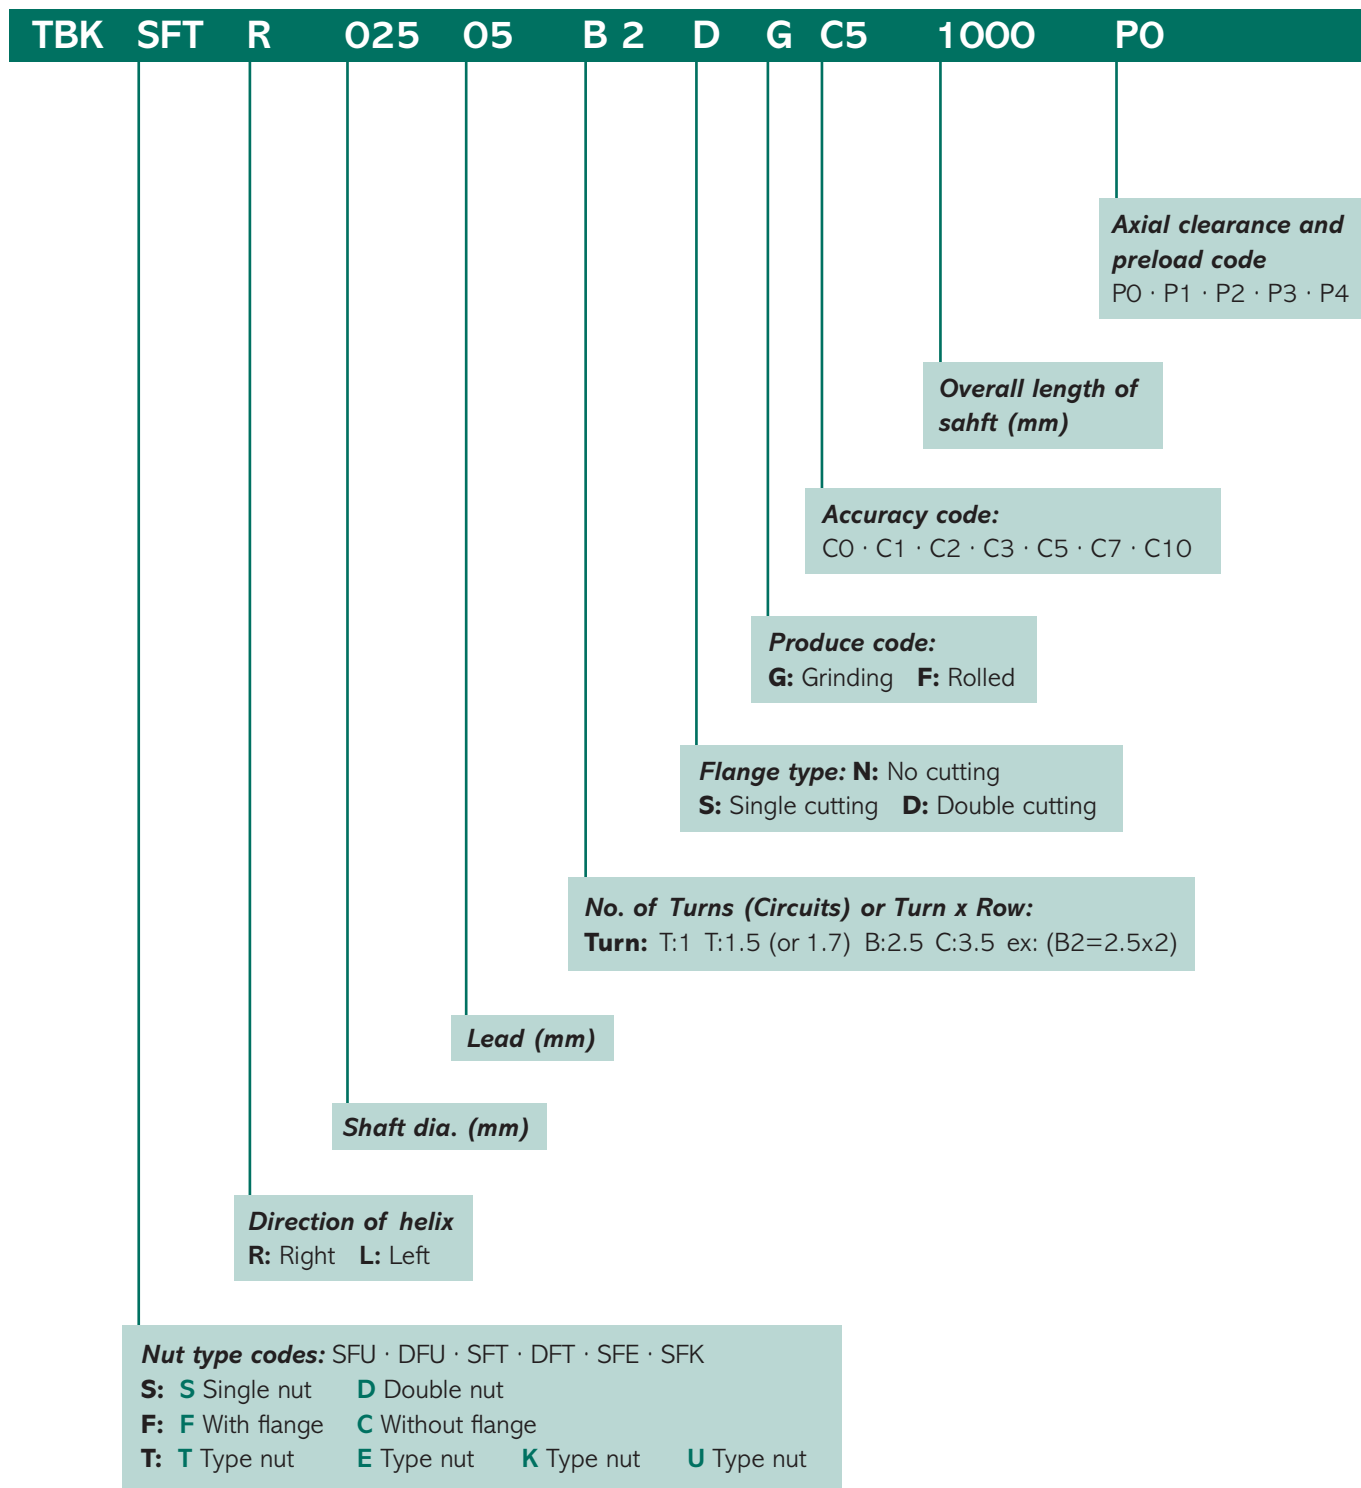 TBK SFT R 025 05 B 2 D G C5 1000 P0
Axial clearance and
preload code
P0 · P1 · P2 · P3 · P4
Overall length of
sahft (mm)
Accuracy code:
C0 · C1 · C2 · C3 · C5 · C7 · C10
Produce code:
G: Grinding F: Rolled
Flange type: N: No cutting
S: Single cutting D: Double cutting
No. of Turns (Circuits) or Turn x Row:
Turn: T:1 T:1.5 (or 1.7) B:2.5 C:3.5 ex: (B2=2.5x2)
Lead (mm)
Shaft dia. (mm)
Direction of helix
R: Right L: Left
Nut type codes: SFU · DFU · SFT · DFT · SFE · SFK
S: S Single nut D Double nut
F: F With flange C Without flange
T: T Type nut E Type nut K Type nut U Type nut